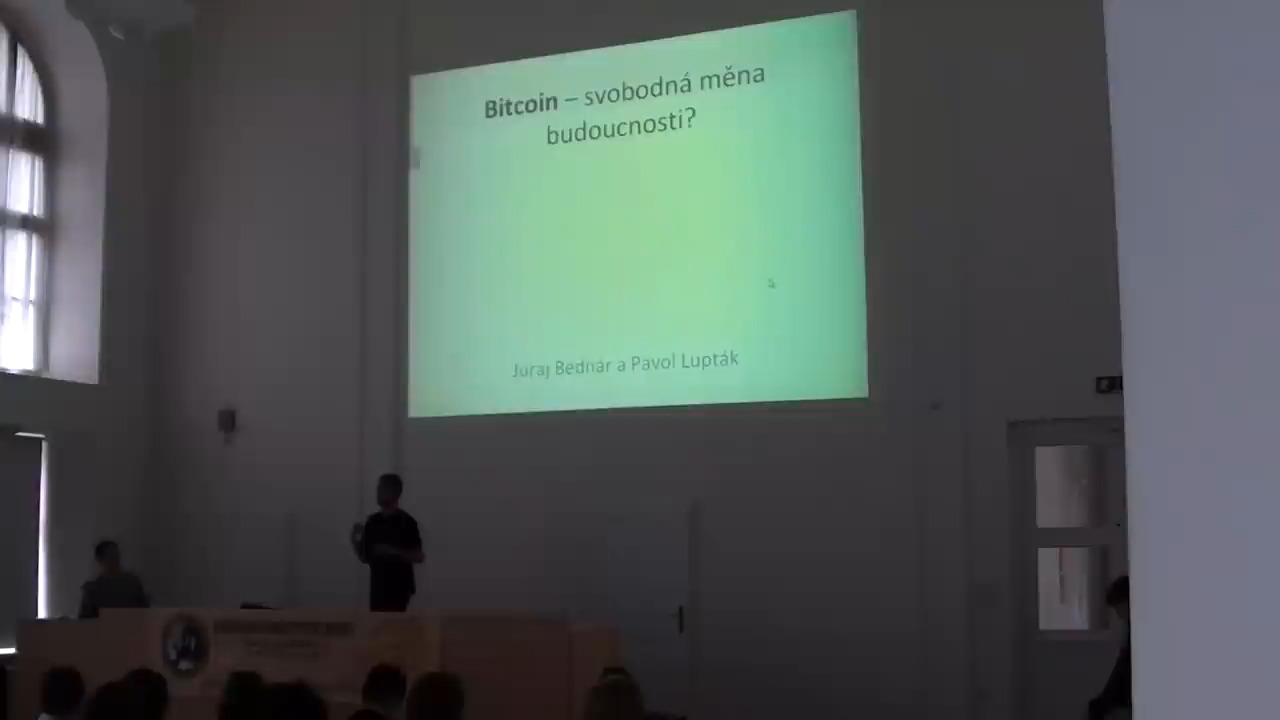 Bitcoin – svobodná měna
budoucnosti?
Juraj Bednár a Pavol Lupták